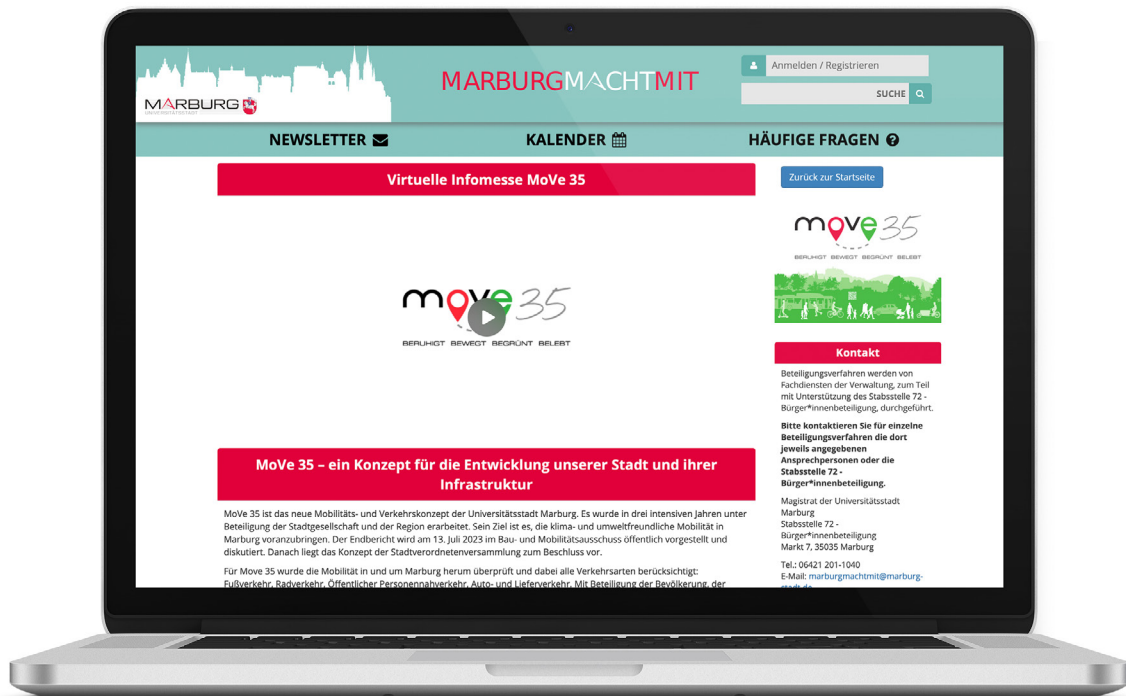 MARBURG
UNIVERSITÄTSSTADT
MARBURGMACHTMIT
Anmelden / Registrieren
SUCHE
NEWSLETTER
KALENDER
HÄUFIGE FRAGEN
Virtuelle Infomesse MoVe 35
move 35
BERUHIGT BEWEGT BEGRÜNT BELEBT
MoVe 35 – ein Konzept für die Entwicklung unserer Stadt und ihrer
Infrastruktur
MoVe 35 ist das neue Mobilitäts- und Verkehrskonzept der Universitätsstadt Marburg. Es wurde in drei intensiven Jahren unter
Beteiligung der Stadtgesellschaft und der Region erarbeitet. Sein Ziel ist es, die klima- und umweltfreundliche Mobilität in
Marburg voranzubringen. Der Endbericht wird am 13. Juli 2023 im Bau- und Mobilitätsausschuss öffentlich vorgestellt und
diskutiert. Danach liegt das Konzept der Stadtverordnetenversammlung zum Beschluss vor.
Für Move 35 wurde die Mobilität in und um Marburg herum überprüft und dabei alle Verkehrsarten berücksichtigt:
Fußverkehr, Radverkehr, Öffentlicher Personennahverkehr, Auto- und Lieferverkehr. Mit Beteiligung der Bevölkerung, der
Zurück zur Startseite
move 35
BERUHIGT BEWEGT BEGRÜNT BELEBT
Kontakt
Beteiligungsverfahren werden von
Fachdiensten der Verwaltung, zum Teil
mit Unterstützung des Stabsstelle 72 -
Bürger*innenbeteiligung, durchgeführt.
Bitte kontaktieren Sie für einzelne
Beteiligungsverfahren die dort
jeweils angegebenen
Ansprechpersonen oder die
Stabsstelle 72 -
Bürger*innenbeteiligung.
Magistrat der Universitätsstadt
Marburg
Stabsstelle 72 -
Bürger*innenbeteiligung
Markt 7, 35035 Marburg
Tel.: 06421 201-1040
E-Mail: marburgmachtmit@marburg-
stadt.de